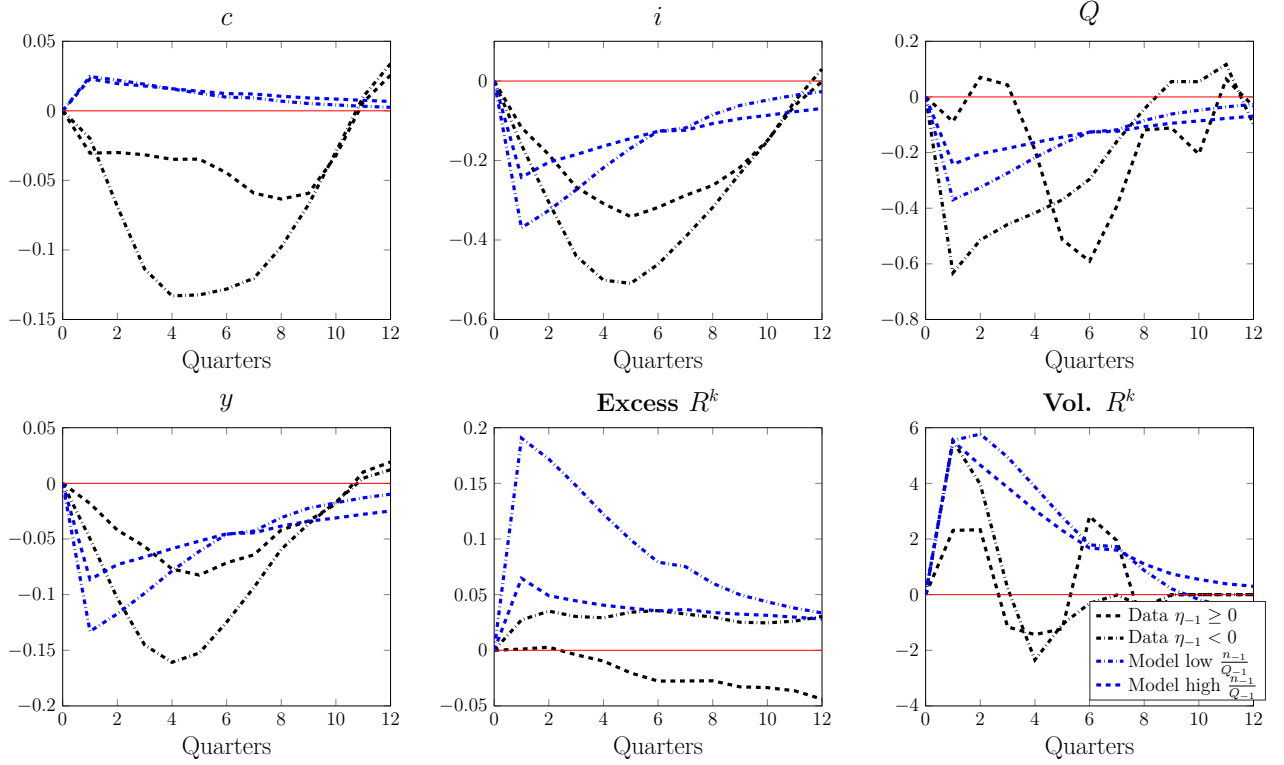 c
0.05
0
−0.05
−0.1
−0.15
0 2 4 6 8 10 12
Quarters
i
0
−0.2
−0.4
−0.6
0 2 4 6 8 10 12
Quarters
Q
0.2
0
−0.2
−0.4
−0.6
−0.8
0 2 4 6 8 10 12
Quarters
y
0.05
0
−0.05
−0.1
−0.15
−0.2
0 2 4 6 8 10 12
Quarters
Excess R^k
0.2
0.15
0.1
0.05
0
−0.05
0 2 4 6 8 10 12
Quarters
Vol. R^k
6
4
2
0
−2
−4
0 2 4 6 8 10 12
Quarters
Data η_{−1} ≥ 0
Data η_{−1} < 0
Model low n_{−1}/Q_{−1}
Model high n_{−1}/Q_{−1}